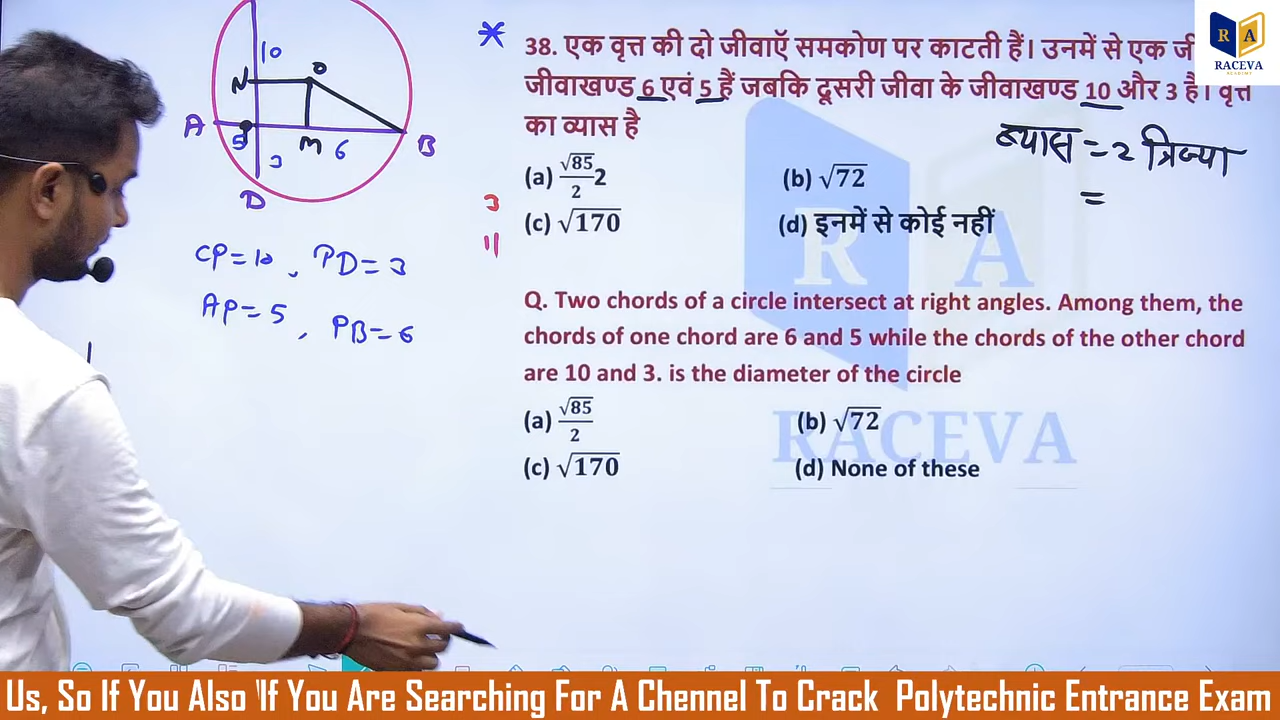 10
N
O
A
5
M
6
B
3
D
CP=10, PD=3
AP=5, PB=6
*
38. एक वृत्त की दो जीवाएँ समकोण पर काटती हैं। उनमें से एक जी
जीवाखण्ड 6 एवं 5 हैं जबकि दूसरी जीवा के जीवाखण्ड 10 और 3 है। वृत्त
का व्यास है
व्यास = 2 त्रिज्या
=
(a) √85/2 2
(b) √72
(c) √170
(d) इनमें से कोई नहीं
3
11
Q. Two chords of a circle intersect at right angles. Among them, the
chords of one chord are 6 and 5 while the chords of the other chord
are 10 and 3. is the diameter of the circle
(a) √85/2
(b) √72
(c) √170
(d) None of these
R A
RACEVA
R A
RACEVA
ACADEMY
Us, So If You Also 'If You Are Searching For A Chennel To Crack Polytechnic Entrance Exam